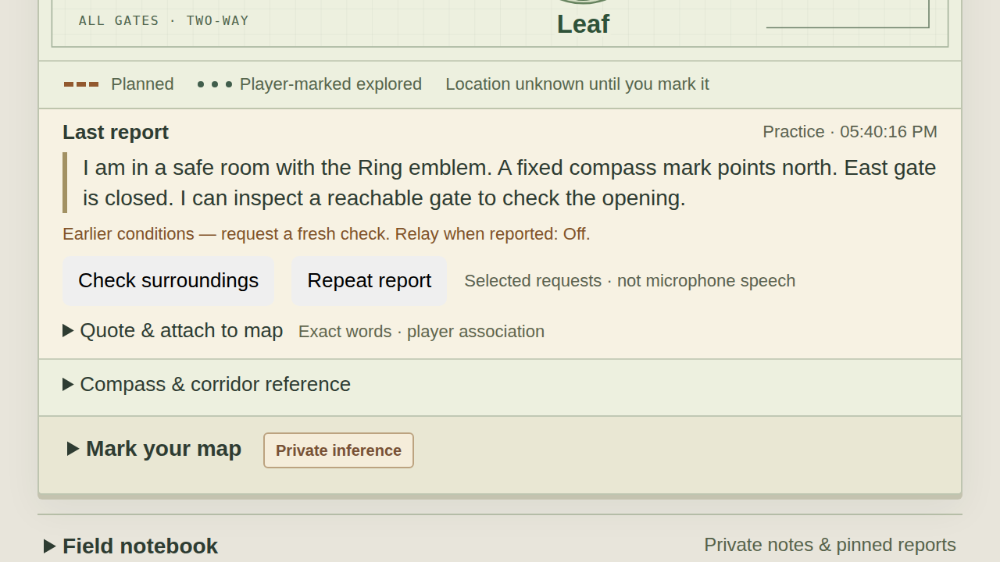 ALL GATES · TWO-WAY
Leaf
Planned
Player-marked explored
Location unknown until you mark it
Last report
Practice · 05:40:16 PM
I am in a safe room with the Ring emblem. A fixed compass mark points north. East gate
is closed. I can inspect a reachable gate to check the opening.
Earlier conditions — request a fresh check. Relay when reported: Off.
Check surroundings
Repeat report
Selected requests · not microphone speech
Quote & attach to map
Exact words · player association
Compass & corridor reference
Mark your map
Private inference
Field notebook
Private notes & pinned reports